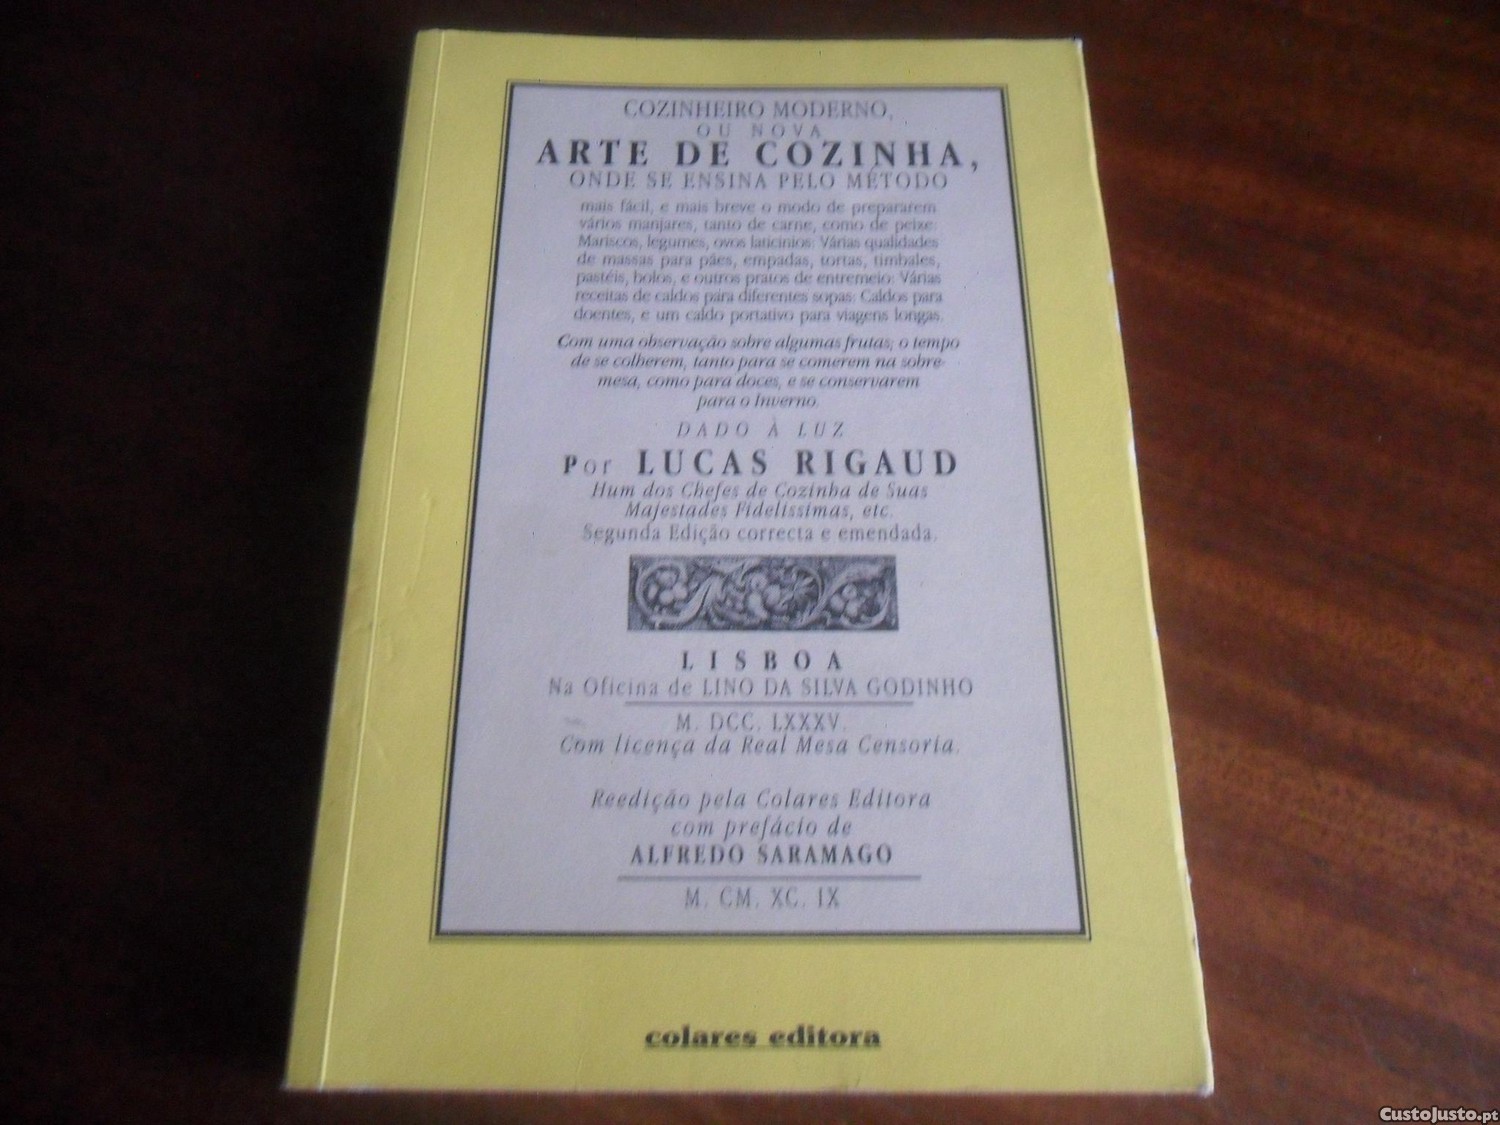 COZINHEIRO MODERNO,
OU NOVA
ARTE DE COZINHA,
ONDE SE ENSINA PELO MÉTODO
mais fácil, e mais breve o modo de prepararem
vários manjares, tanto de carne, como de peixe:
Mariscos, legumes, ovos laticinios: Várias qualidades
de massas para pães, empadas, tortas, timbales,
pastéis, bolos, e outros pratos de entremeio: Várias
receitas de caldos para diferentes sopas: Caldos para
doentes, e um caldo portativo para viagens longas.
Com uma observação sobre algumas frutas; o tempo
de se colherem, tanto para se comerem na sobre-
mesa, como para doces, e se conservarem
para o Inverno.
DADO À LUZ
Por LUCAS RIGAUD
Hum dos Chefes de Cozinha de Suas
Majestades Fidelissimas, etc.
Segunda Edição correcta e emendada.
LISBOA
Na Oficina de LINO DA SILVA GODINHO
M. DCC. LXXXV.
Com licença da Real Mesa Censoria.
Reedição pela Colares Editora
com prefácio de
ALFREDO SARAMAGO
M. CM. XC. IX
colares editora
CustoJusto.pt